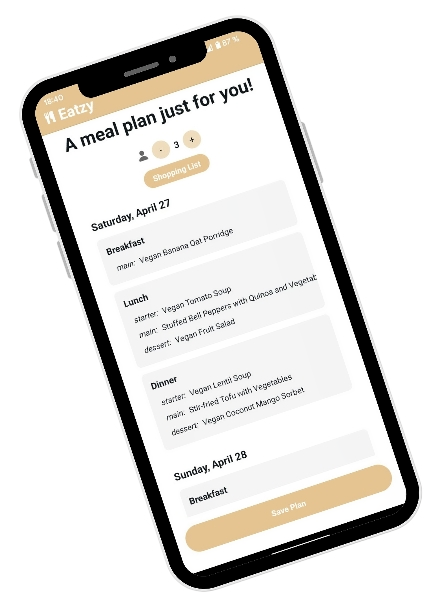 18:40
87 %
Eatzy
A meal plan just for you!
- 3 +
Shopping List
Saturday, April 27
Breakfast
main: Vegan Banana Oat Porridge
Lunch
starter: Vegan Tomato Soup
main: Stuffed Bell Peppers with Quinoa and Vegetab
dessert: Vegan Fruit Salad
Dinner
starter: Vegan Lentil Soup
main: Stir-fried Tofu with Vegetables
dessert: Vegan Coconut Mango Sorbet
Sunday, April 28
Breakfast
Save Plan